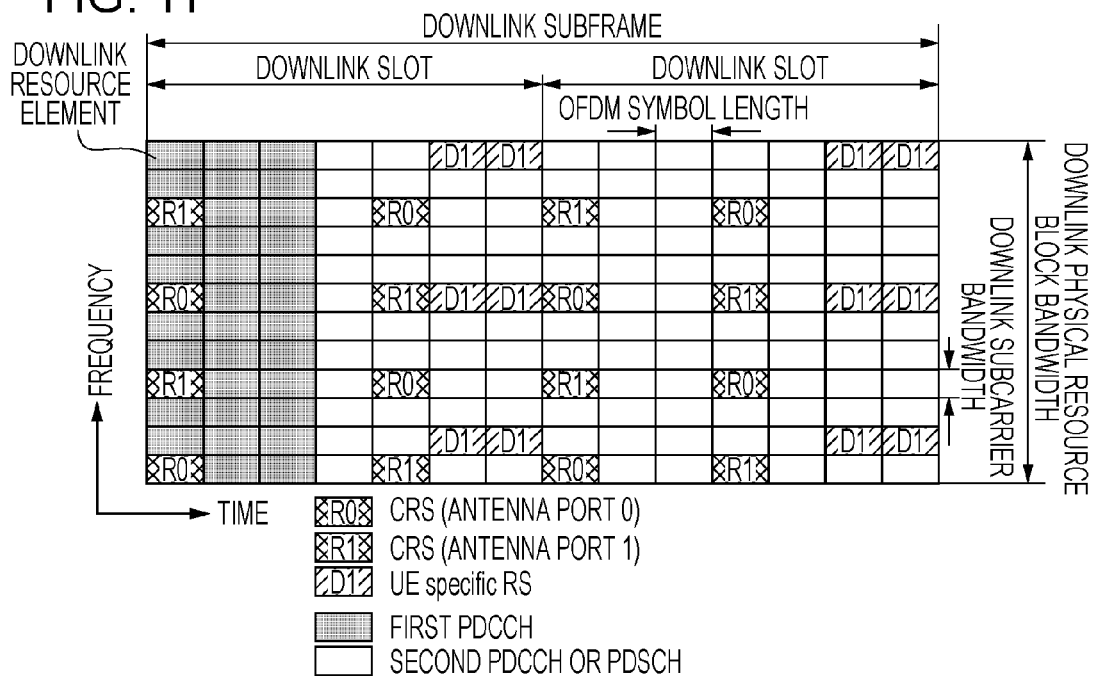 FIG.
DOWNLINK SUBFRAME
DOWNLINK
RESOURCE
ELEMENT
DOWNLINK SLOT
DOWNLINK SLOT
OFDM SYMBOL LENGTH
D1 D1 D1 D1
R1 R0 R1 R0
R0 R1 D1 D1 R0 R1 D1 D1
R1 R0 R1 R0
D1 D1 D1 D1
R0 R1 R0 R1
FREQUENCY
TIME
DOWNLINK PHYSICAL RESOURCE
BLOCK BANDWIDTH
DOWNLINK SUBCARRIER
BANDWIDTH
R0 CRS (ANTENNA PORT 0)
R1 CRS (ANTENNA PORT 1)
D1 UE specific RS
FIRST PDCCH
SECOND PDCCH OR PDSCH